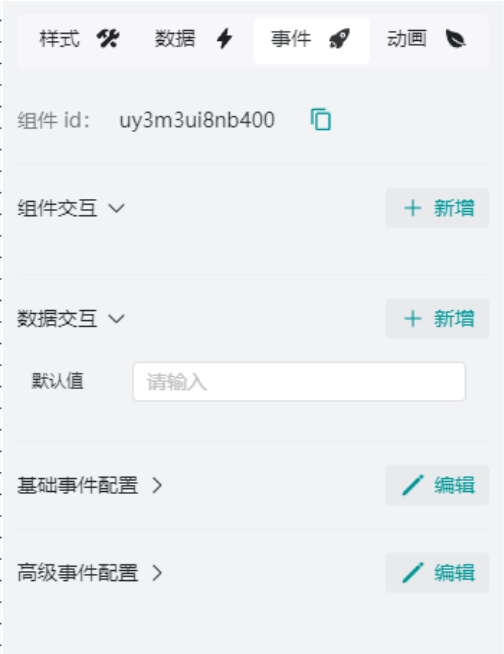 样式 数据 事件 动画
组件 id： uy3m3ui8nb400
组件交互 新增
数据交互 新增
默认值 请输入
基础事件配置 编辑
高级事件配置 编辑